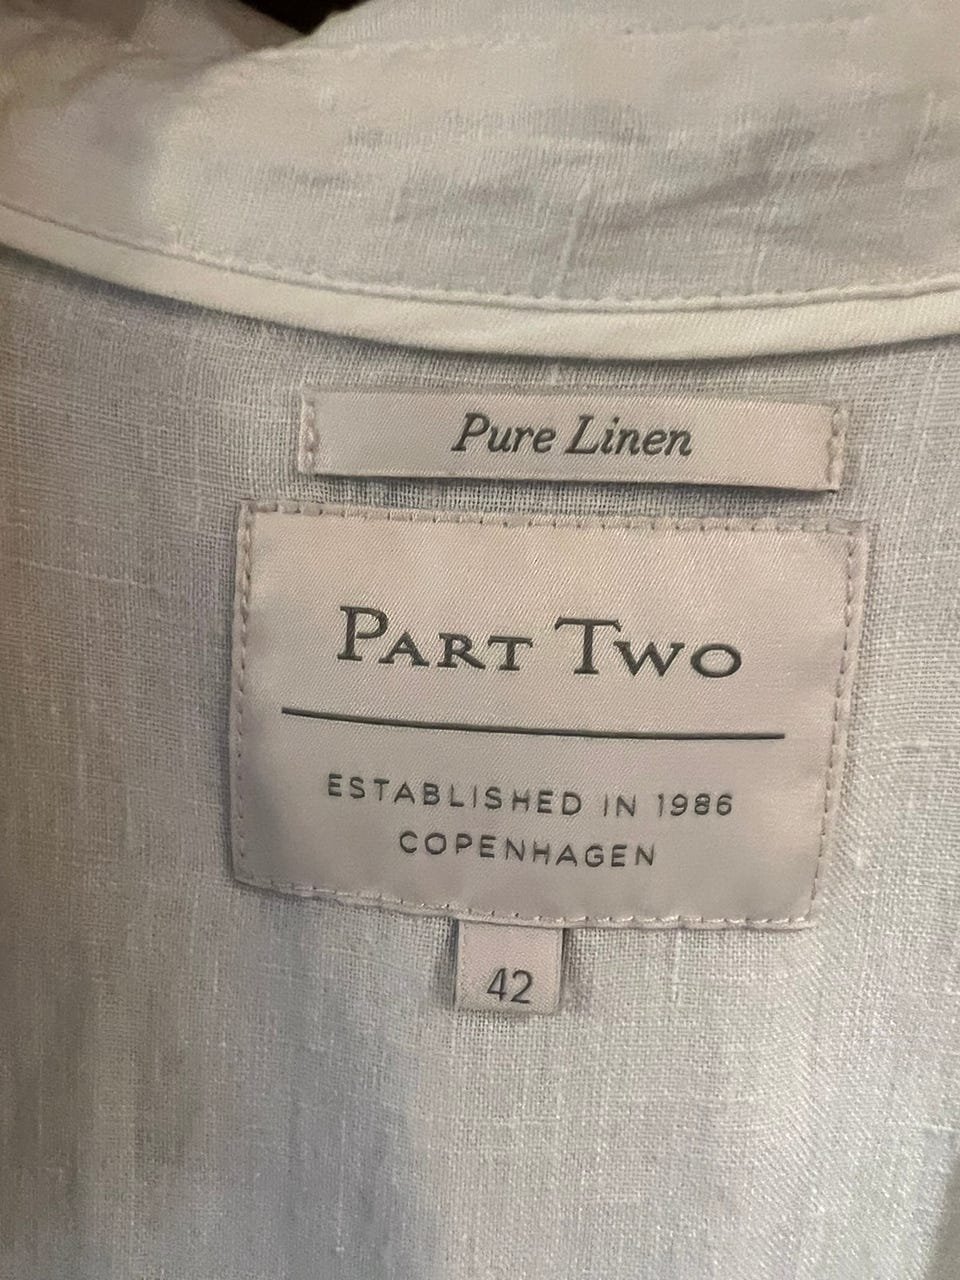 Pure Linen
PART TWO
ESTABLISHED IN 1986
COPENHAGEN
42